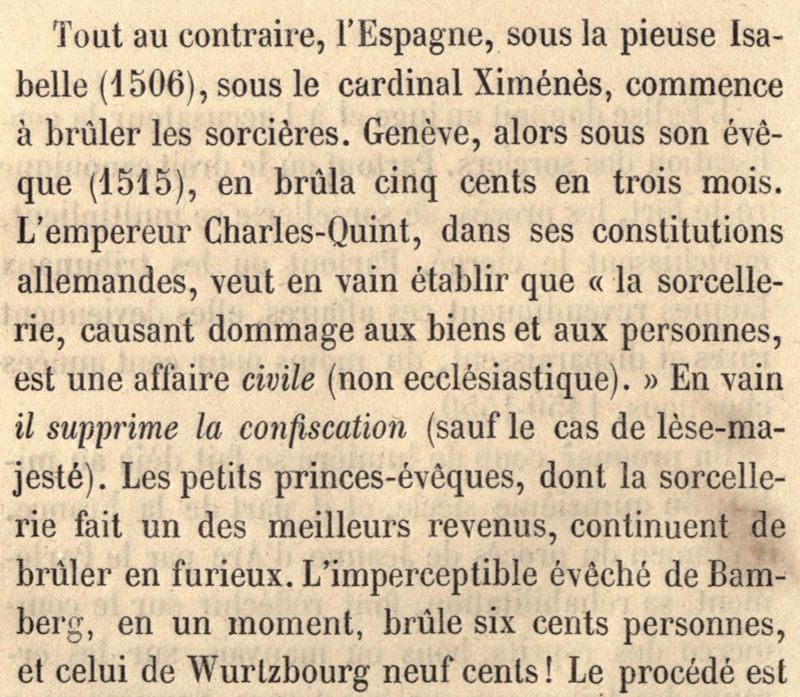 Tout au contraire, l'Espagne, sous la pieuse Isa-
belle (1506), sous le cardinal Ximénès, commence
à brûler les sorcières. Genève, alors sous son évê-
que (1515), en brûla cinq cents en trois mois.
L'empereur Charles-Quint, dans ses constitutions
allemandes, veut en vain établir que « la sorcelle-
rie, causant dommage aux biens et aux personnes,
est une affaire civile (non ecclésiastique). » En vain
il supprime la confiscation (sauf le cas de lèse-ma-
jesté). Les petits princes-évêques, dont la sorcelle-
rie fait un des meilleurs revenus, continuent de
brûler en furieux. L'imperceptible évêché de Bam-
berg, en un moment, brûle six cents personnes,
et celui de Wurtzbourg neuf cents! Le procédé est